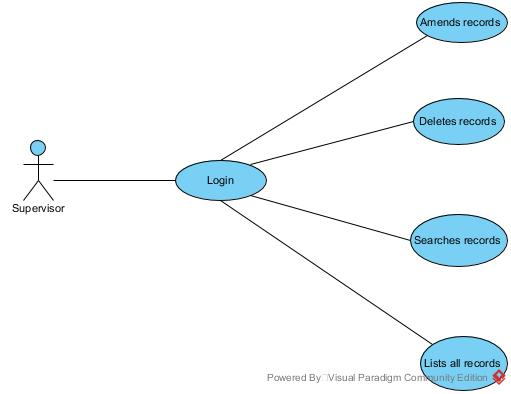 Amends records
Deletes records
Login
Supervisor
Searches records
Lists all records
Powered By Visual Paradigm Community Edition